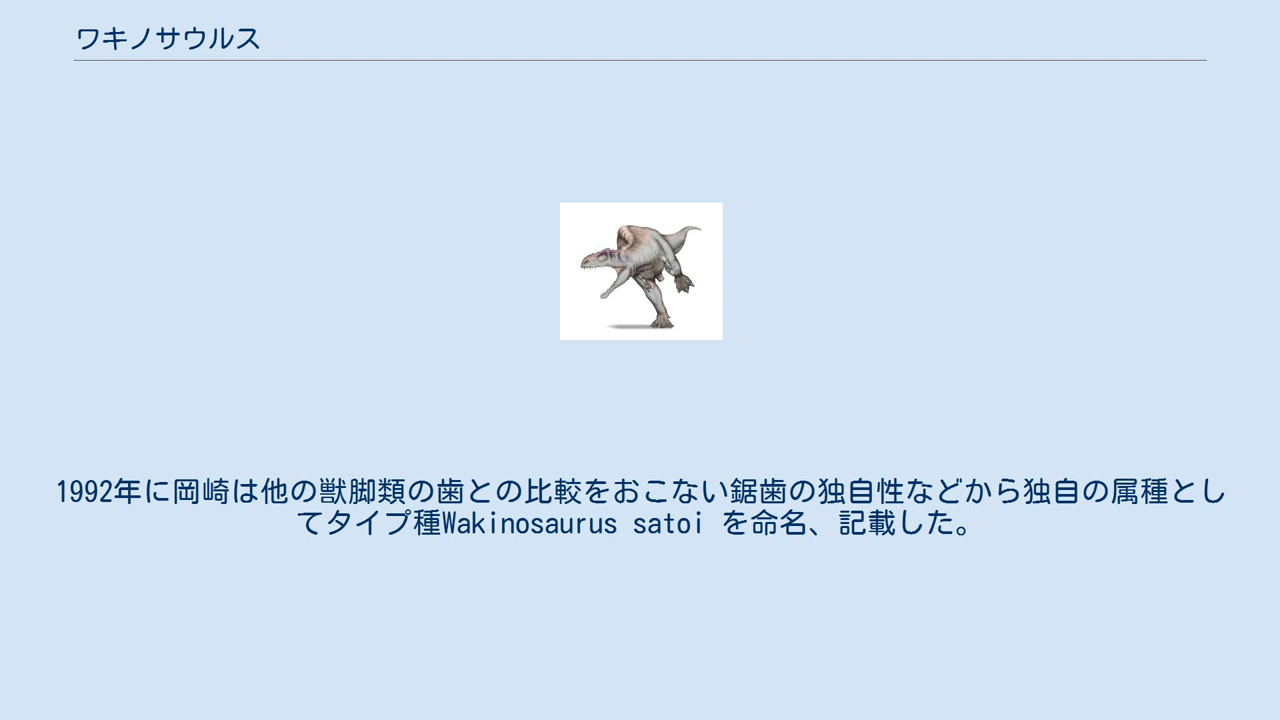 ワキノサウルス
1992年に岡崎は他の獣脚類の歯との比較をおこない鋸歯の独自性などから独自の属種とし
てタイプ種Wakinosaurus satoi を命名、記載した。